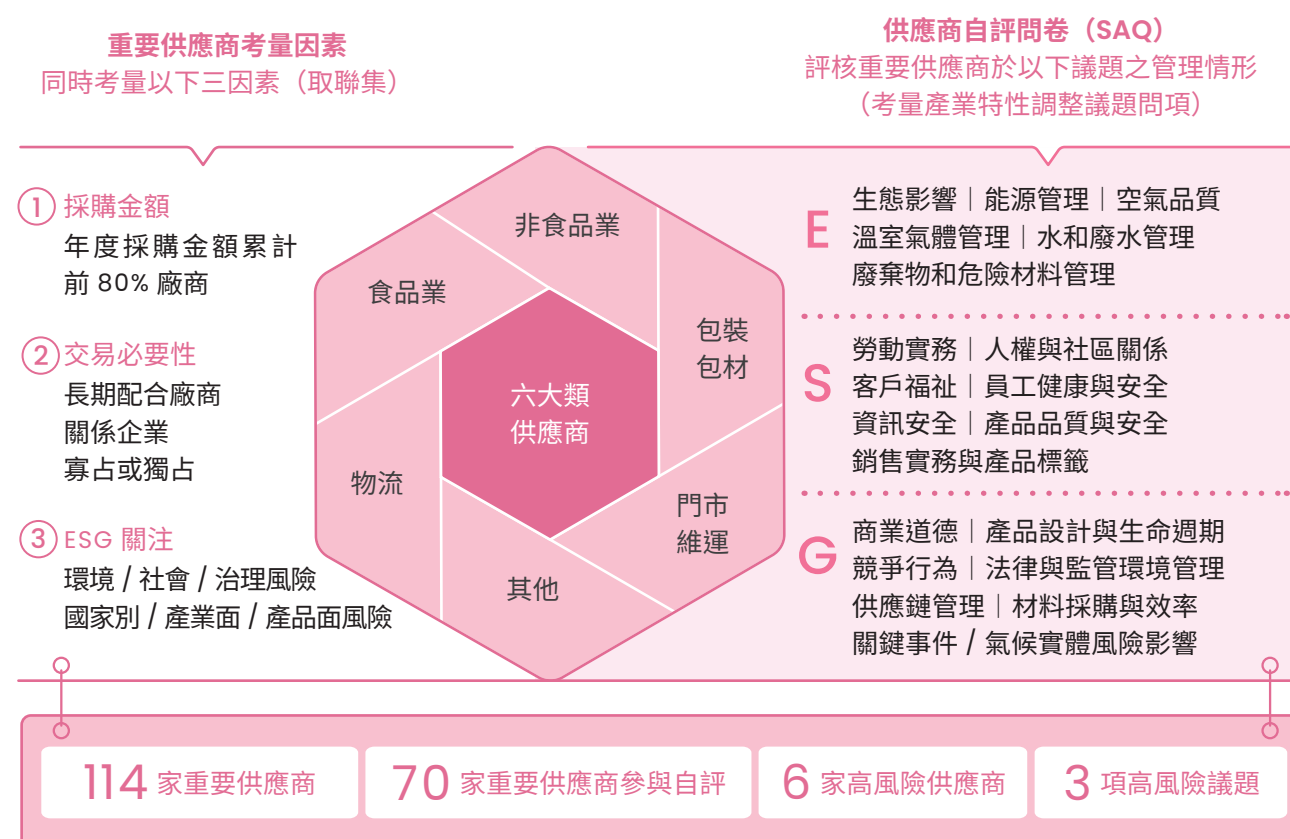 重要供應商考量因素
同時考量以下三因素（取聯集）
1 採購金額
年度採購金額累計
前 80% 廠商
2 交易必要性
長期配合廠商
關係企業
寡占或獨占
3 ESG 關注
環境 / 社會 / 治理風險
國家別 / 產業面 / 產品面風險
非食品業
食品業
包裝
包材
六大類
供應商
物流
門市
維運
其他
供應商自評問卷（SAQ）
評核重要供應商於以下議題之管理情形
（考量產業特性調整議題問項）
E
生態影響｜能源管理｜空氣品質
溫室氣體管理｜水和廢水管理
廢棄物和危險材料管理
S
勞動實務｜人權與社區關係
客戶福祉｜員工健康與安全
資訊安全｜產品品質與安全
銷售實務與產品標籤
G
商業道德｜產品設計與生命週期
競爭行為｜法律與監管環境管理
供應鏈管理｜材料採購與效率
關鍵事件 / 氣候實體風險影響
114 家重要供應商
70 家重要供應商參與自評
6 家高風險供應商
3 項高風險議題